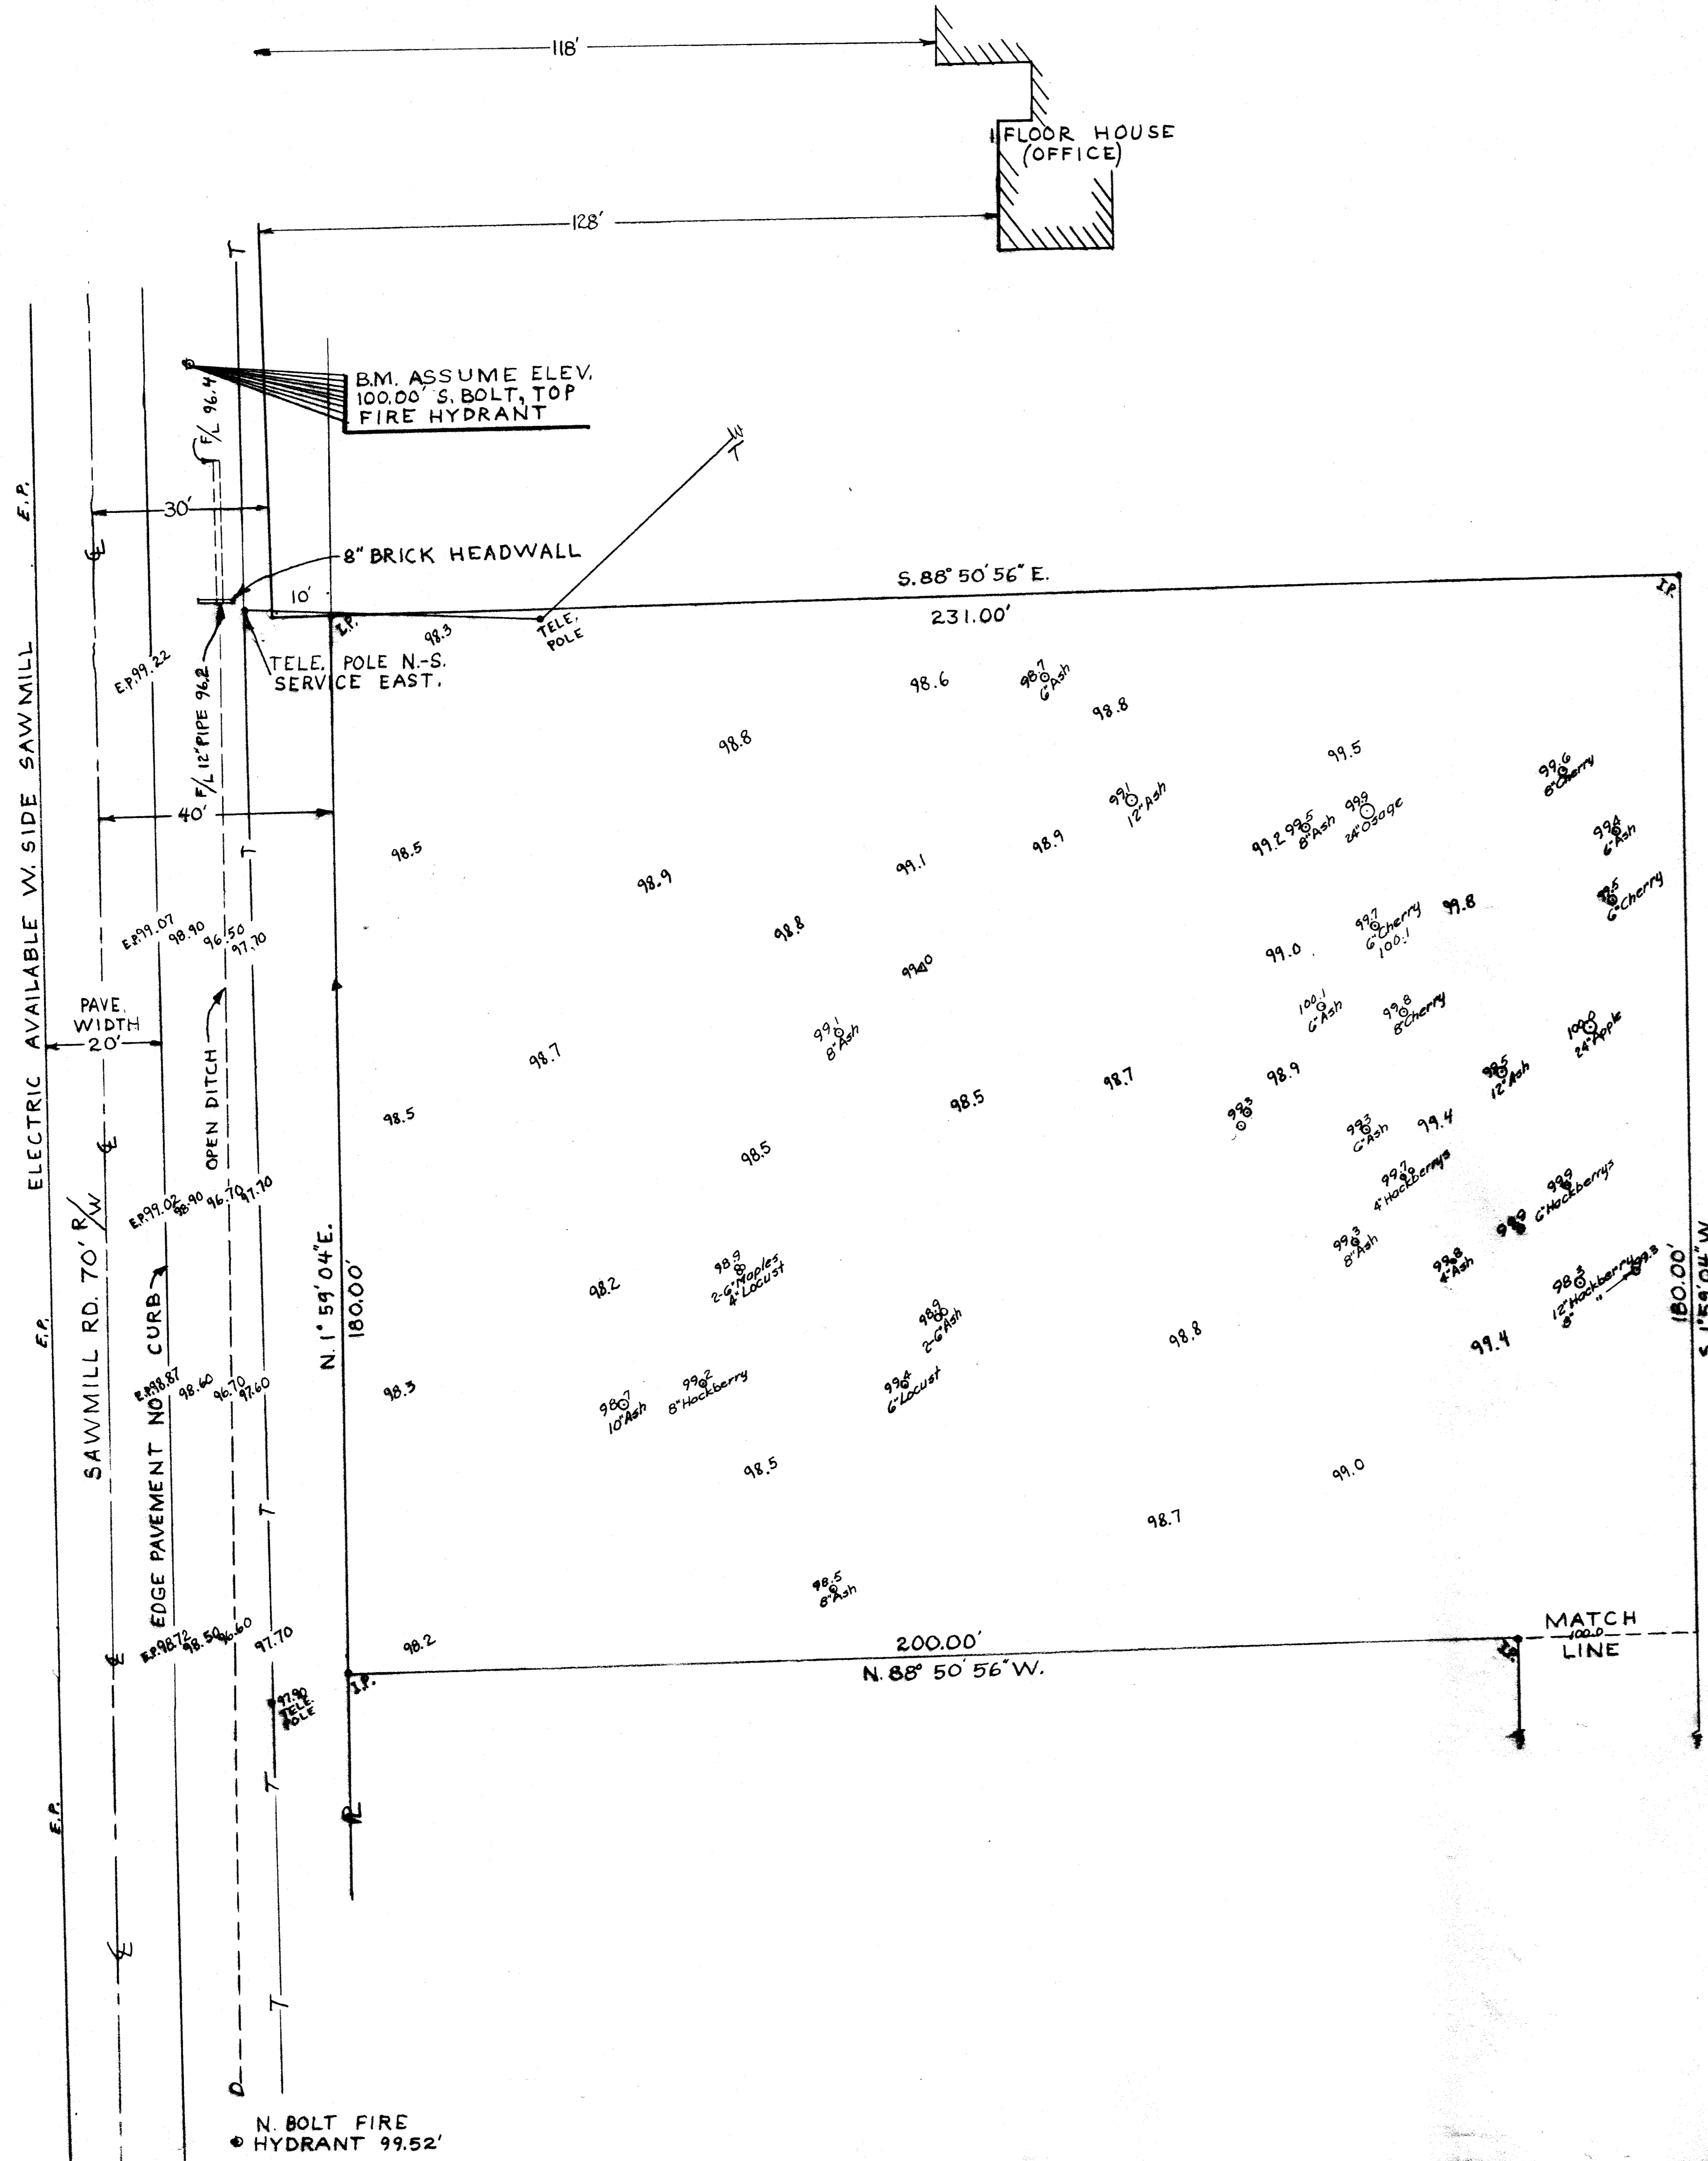 118'
1 FLOOR HOUSE
(OFFICE)
128'
T
B.M. ASSUME ELEV.
100.00' S. BOLT, TOP
FIRE HYDRANT
F/L 96.4
T
E.P.
30'
℄
8" BRICK HEADWALL
10'
S. 88° 50' 56" E.
231.00'
I.P.
I.P.
98.3
TELE.
POLE
TELE. POLE N.-S.
SERVICE EAST.
E.P. 99.22
F/L 12" PIPE 96.2
98.6
98.7
6" Ash
98.8
98.8
99.5
99.6
8" Cherry
40'
T
99.1
12" Ash
99.2
99.5
8" Ash
99.9
24" Osage
99.4
6" Ash
98.5
98.9
99.1
98.9
99.5
6" Cherry
E.P. 99.07
98.90
96.50
97.70
98.8
99.0
99.0
99.7
6" Cherry
100.1
99.8
ELECTRIC AVAILABLE W. SIDE SAWMILL
PAVE.
WIDTH
20'
OPEN DITCH
99.1
8" Ash
100.1
6" Ash
99.8
8" Cherry
100.0
24" Apple
98.7
98.5
98.5
98.7
98.9
99.5
12" Ash
℄
98.5
99.3
99.3
6" Ash
99.4
E.P. 99.02
98.90
96.70
97.70
99.7
4" Hackberrys
99.9
6" Hackberrys
99.9
SAWMILL RD. 70' R/W
N. 1° 59' 04" E.
180.00'
98.2
98.9
2-6" Maples
4" Locust
98.9
2-6" Ash
98.8
99.3
8" Ash
99.8
4" Ash
98.3
12" Hackberry
8" "
99.3
99.4
180.00'
S. 1° 59' 04" W.
E.P.
EDGE PAVEMENT NO CURB
E.P. 98.87
98.60
96.70
97.60
98.3
98.7
10" Ash
99.2
8" Hackberry
99.4
6" Locust
98.5
99.0
T
98.7
98.5
8" Ash
E.P. 98.72
98.50
96.60
97.70
98.2
℄
200.00'
N. 88° 50' 56" W.
I.P.
I.P.
MATCH
100.0
LINE
97.90
TELE.
POLE
T
E.P.
℄
T
D
N. BOLT FIRE
HYDRANT 99.52'